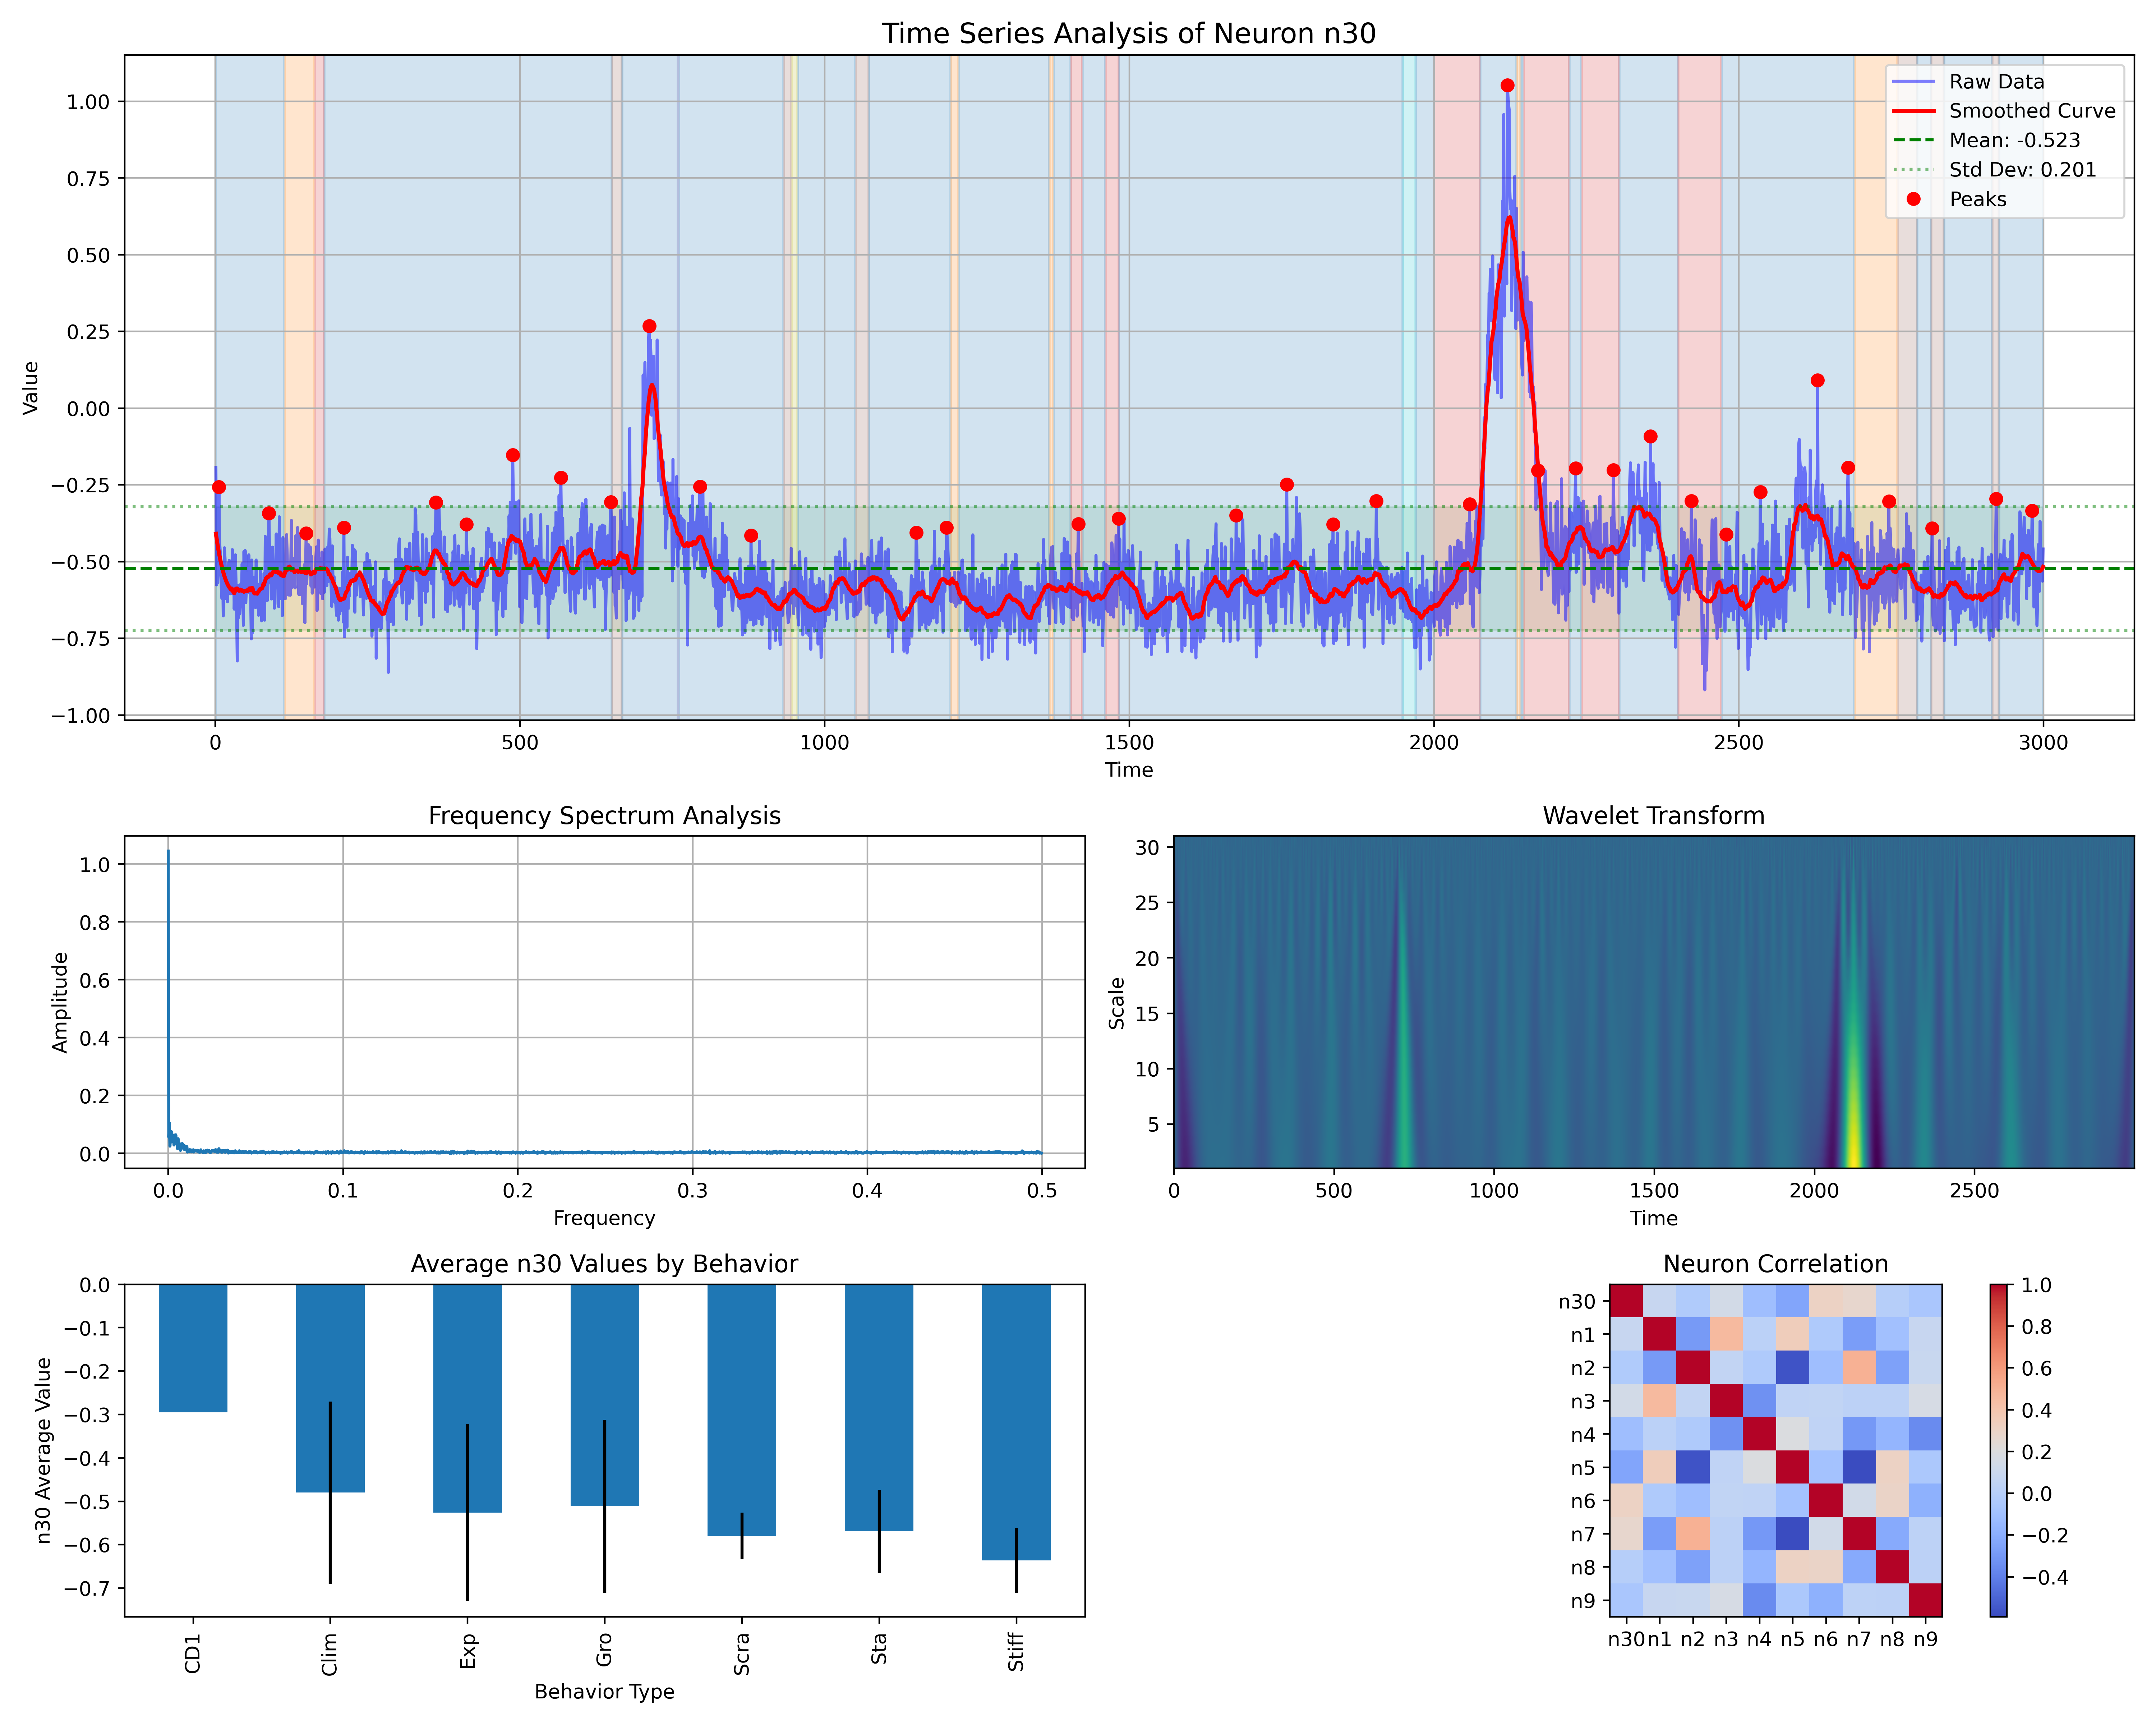 Time Series Analysis of Neuron n30
Value
1.00
0.75
0.50
0.25
0.00
−0.25
−0.50
−0.75
−1.00
Raw Data
Smoothed Curve
Mean: -0.523
Std Dev: 0.201
Peaks
0 500 1000 1500 2000 2500 3000
Time
Frequency Spectrum Analysis
Amplitude
1.0
0.8
0.6
0.4
0.2
0.0
0.0 0.1 0.2 0.3 0.4 0.5
Frequency
Wavelet Transform
Scale
30
25
20
15
10
5
0 500 1000 1500 2000 2500
Time
Average n30 Values by Behavior
n30 Average Value
0.0
−0.1
−0.2
−0.3
−0.4
−0.5
−0.6
−0.7
CD1 Clim Exp Gro Scra Sta Stiff
Behavior Type
Neuron Correlation
n30
n1
n2
n3
n4
n5
n6
n7
n8
n9
n30 n1 n2 n3 n4 n5 n6 n7 n8 n9
1.0
0.8
0.6
0.4
0.2
0.0
−0.2
−0.4